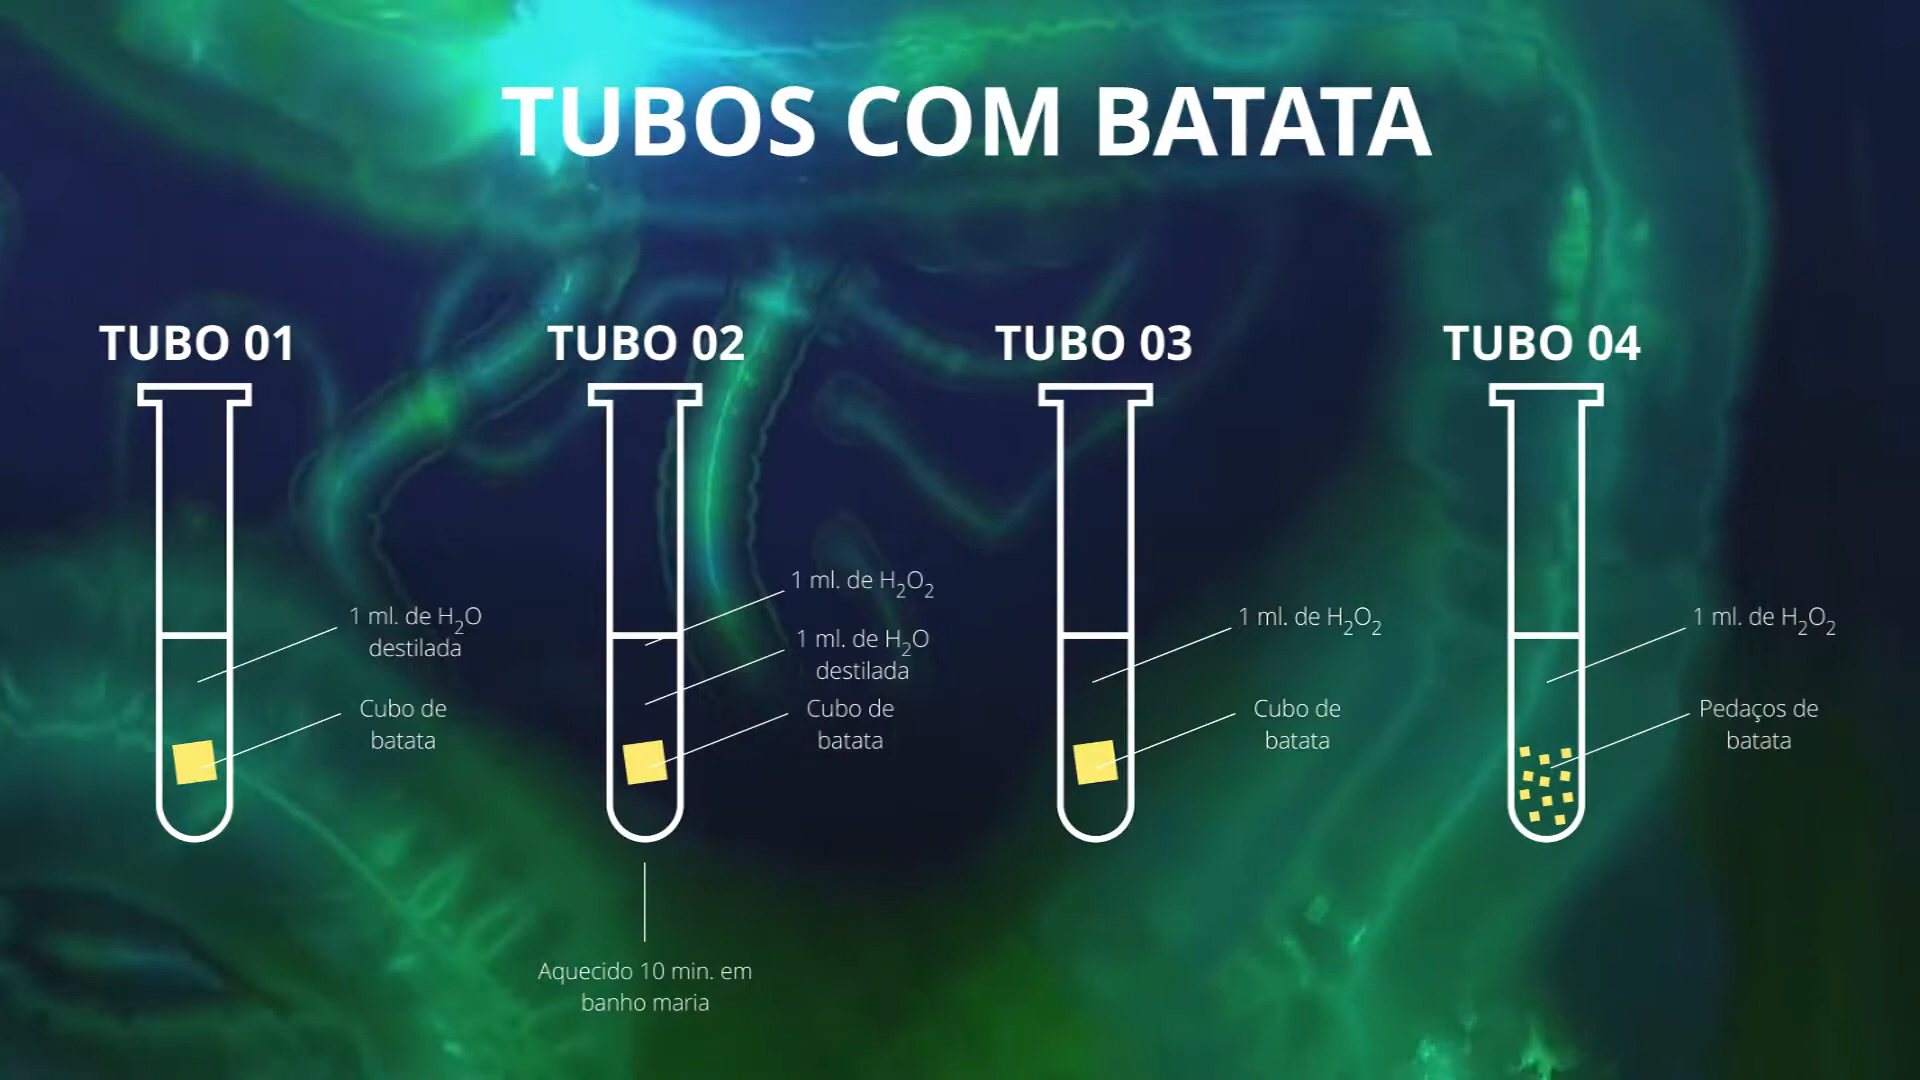 TUBOS COM BATATA
TUBO 01
1 ml. de H₂O
destilada
Cubo de
batata
TUBO 02
1 ml. de H₂O₂
1 ml. de H₂O
destilada
Cubo de
batata
Aquecido 10 min. em
banho maria
TUBO 03
1 ml. de H₂O₂
Cubo de
batata
TUBO 04
1 ml. de H₂O₂
Pedaços de
batata